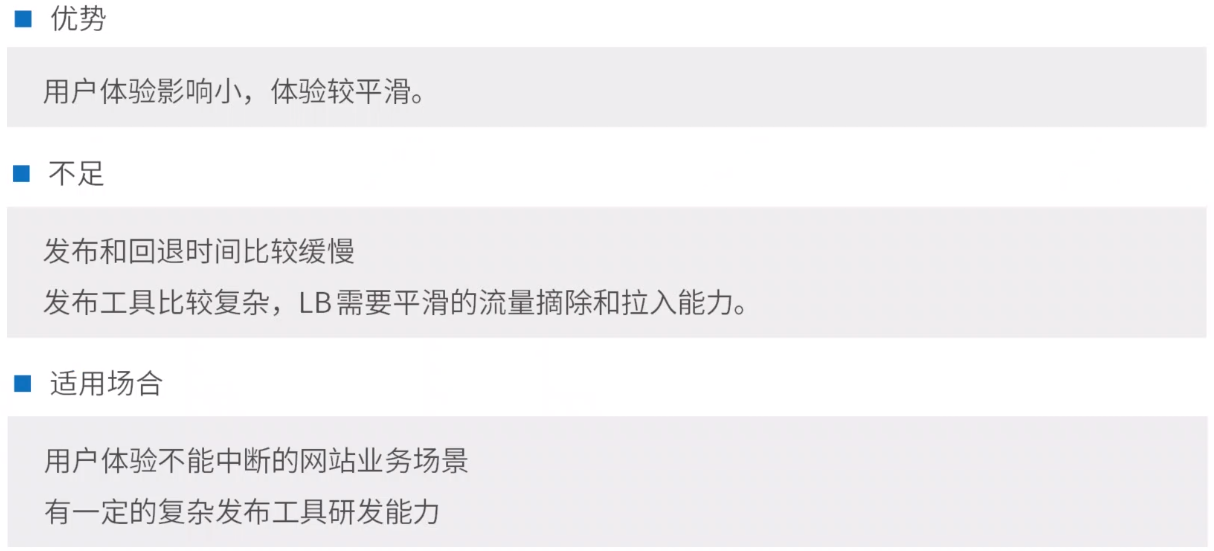 优势
用户体验影响小，体验较平滑。
不足
发布和回退时间比较缓慢
发布工具比较复杂，LB需要平滑的流量摘除和拉入能力。
适用场合
用户体验不能中断的网站业务场景
有一定的复杂发布工具研发能力